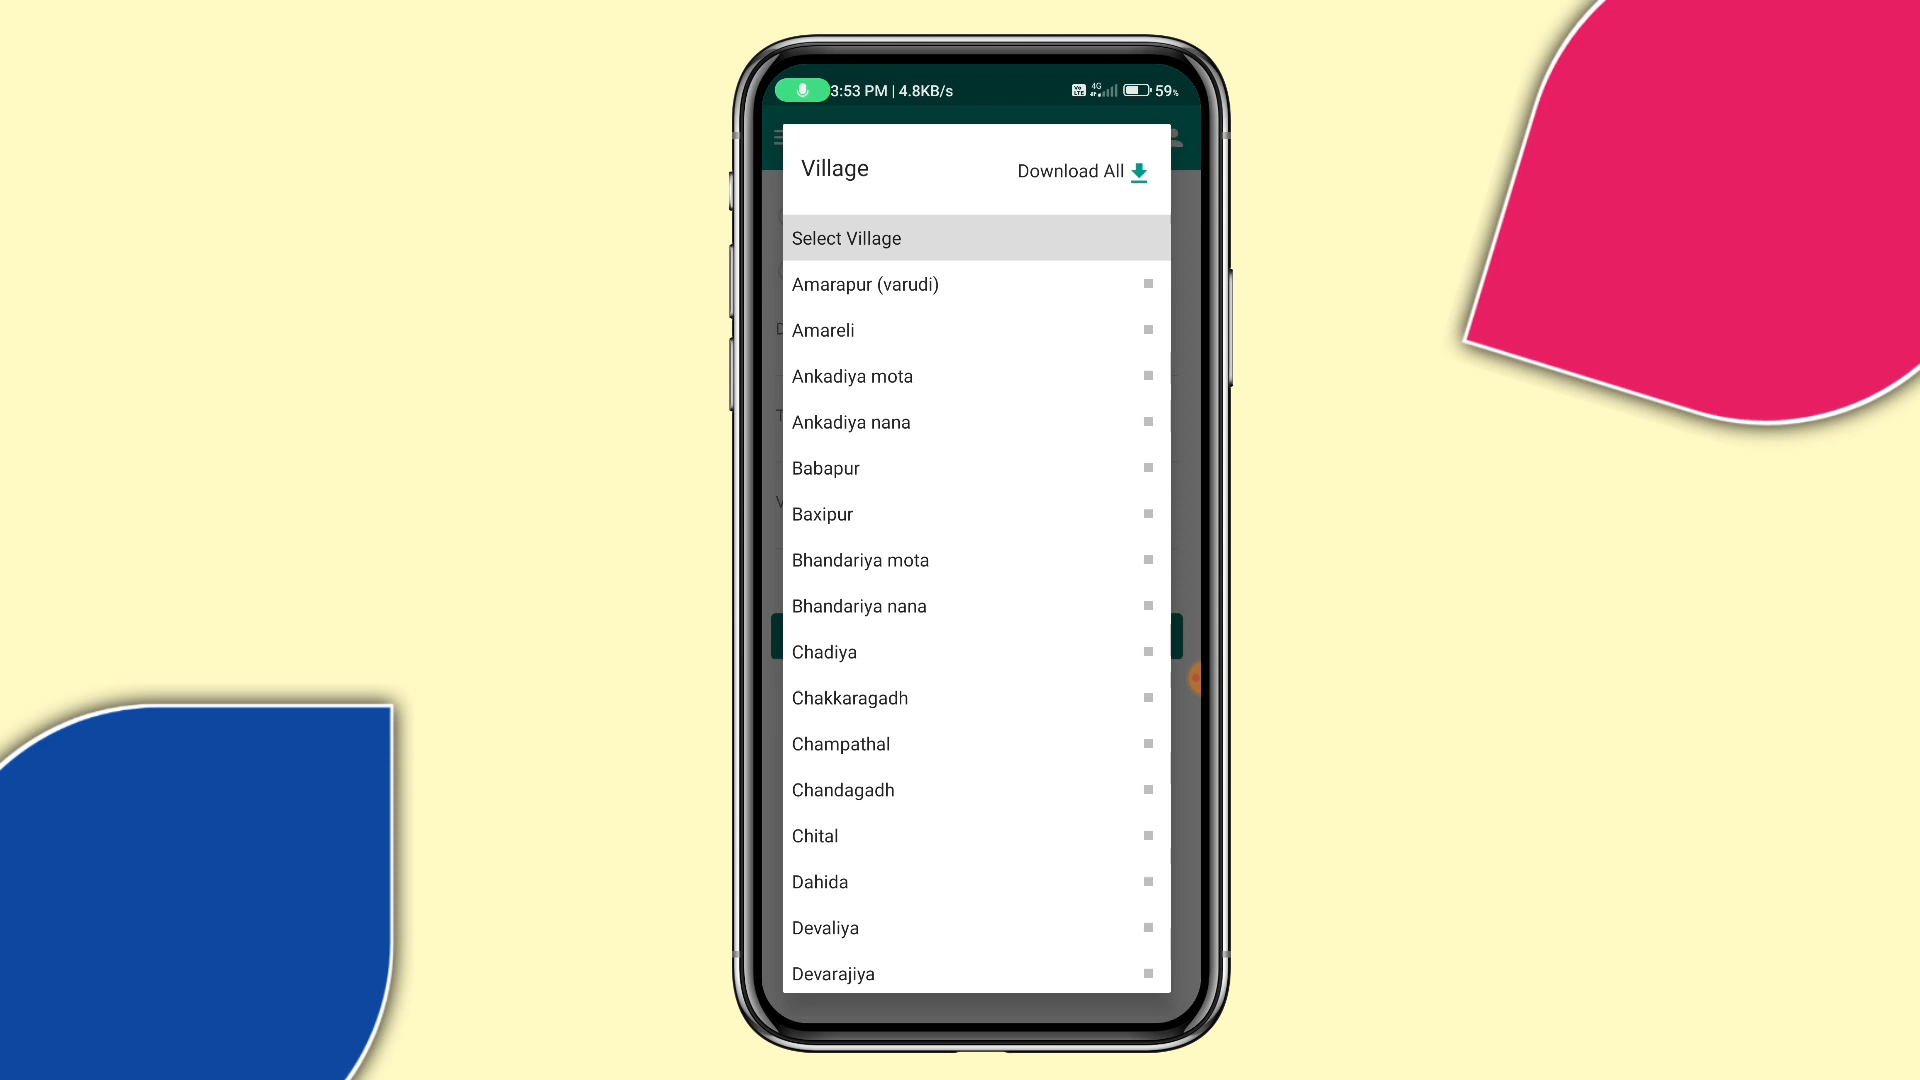 3:53 PM | 4.8KB/s 4G 59%
Village Download All
Select Village
Amarapur (varudi)
Amareli
Ankadiya mota
Ankadiya nana
Babapur
Baxipur
Bhandariya mota
Bhandariya nana
Chadiya
Chakkaragadh
Champathal
Chandagadh
Chital
Dahida
Devaliya
Devarajiya